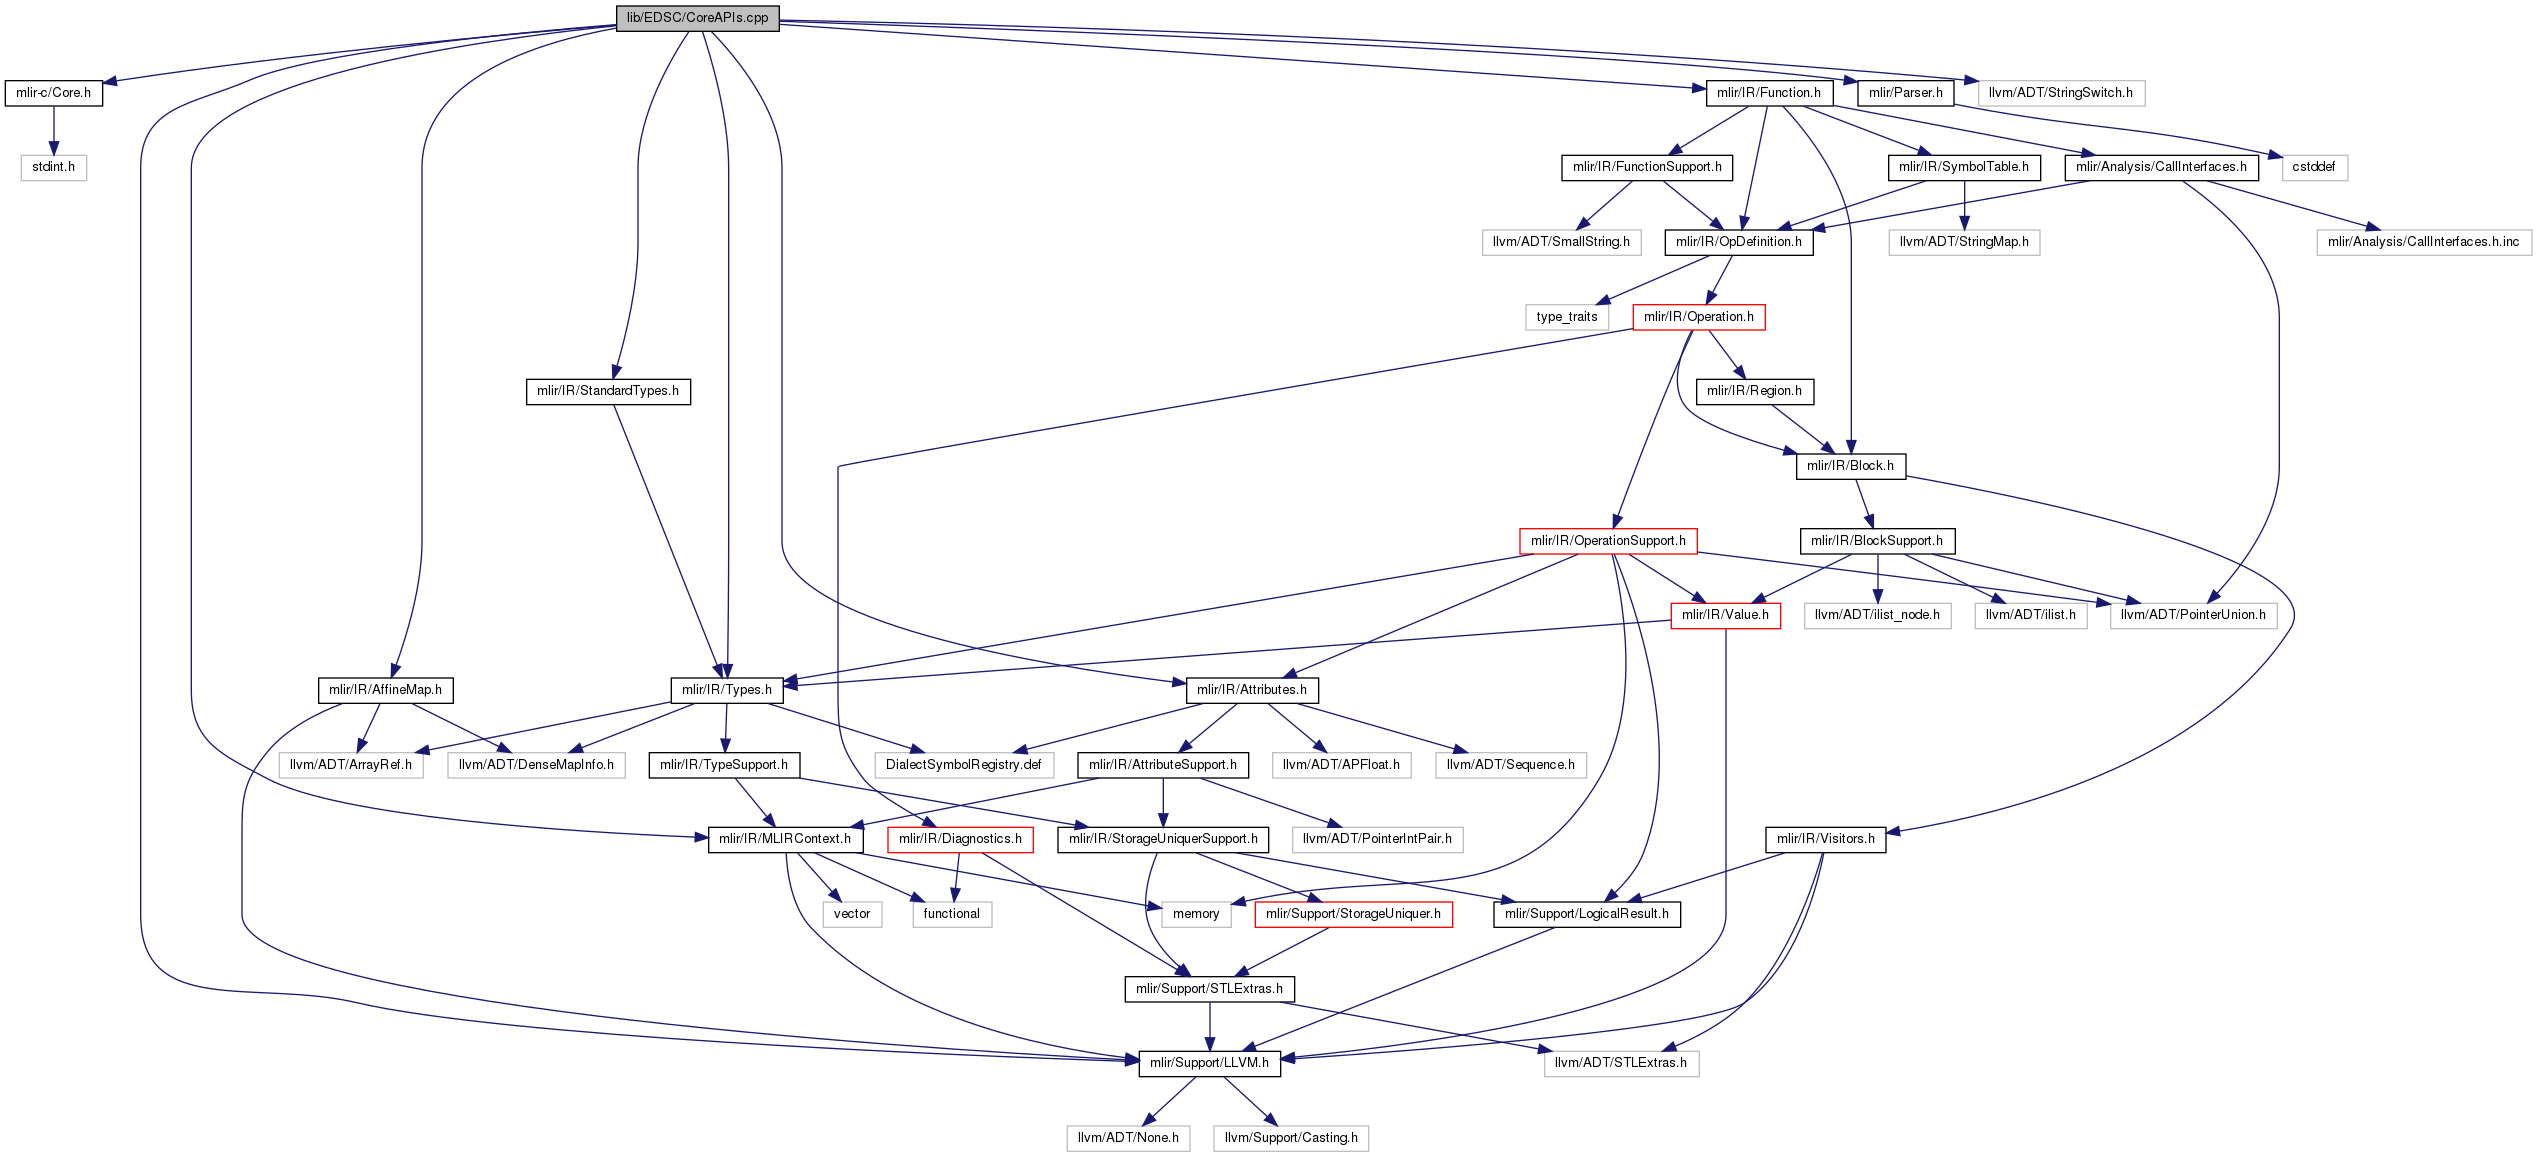 lib/EDSC/CoreAPIs.cpp
mlir-c/Core.h
mlir/IR/Function.h
mlir/Parser.h
llvm/ADT/StringSwitch.h
stdint.h
mlir/IR/FunctionSupport.h
mlir/IR/SymbolTable.h
mlir/Analysis/CallInterfaces.h
cstddef
llvm/ADT/SmallString.h
mlir/IR/OpDefinition.h
llvm/ADT/StringMap.h
mlir/Analysis/CallInterfaces.h.inc
type_traits
mlir/IR/Operation.h
mlir/IR/StandardTypes.h
mlir/IR/Region.h
mlir/IR/Block.h
mlir/IR/OperationSupport.h
mlir/IR/BlockSupport.h
mlir/IR/Value.h
llvm/ADT/ilist_node.h
llvm/ADT/ilist.h
llvm/ADT/PointerUnion.h
mlir/IR/AffineMap.h
mlir/IR/Types.h
mlir/IR/Attributes.h
llvm/ADT/ArrayRef.h
llvm/ADT/DenseMapInfo.h
mlir/IR/TypeSupport.h
DialectSymbolRegistry.def
mlir/IR/AttributeSupport.h
llvm/ADT/APFloat.h
llvm/ADT/Sequence.h
mlir/IR/MLIRContext.h
mlir/IR/Diagnostics.h
mlir/IR/StorageUniquerSupport.h
llvm/ADT/PointerIntPair.h
mlir/IR/Visitors.h
vector
functional
memory
mlir/Support/StorageUniquer.h
mlir/Support/LogicalResult.h
mlir/Support/STLExtras.h
mlir/Support/LLVM.h
llvm/ADT/STLExtras.h
llvm/ADT/None.h
llvm/Support/Casting.h